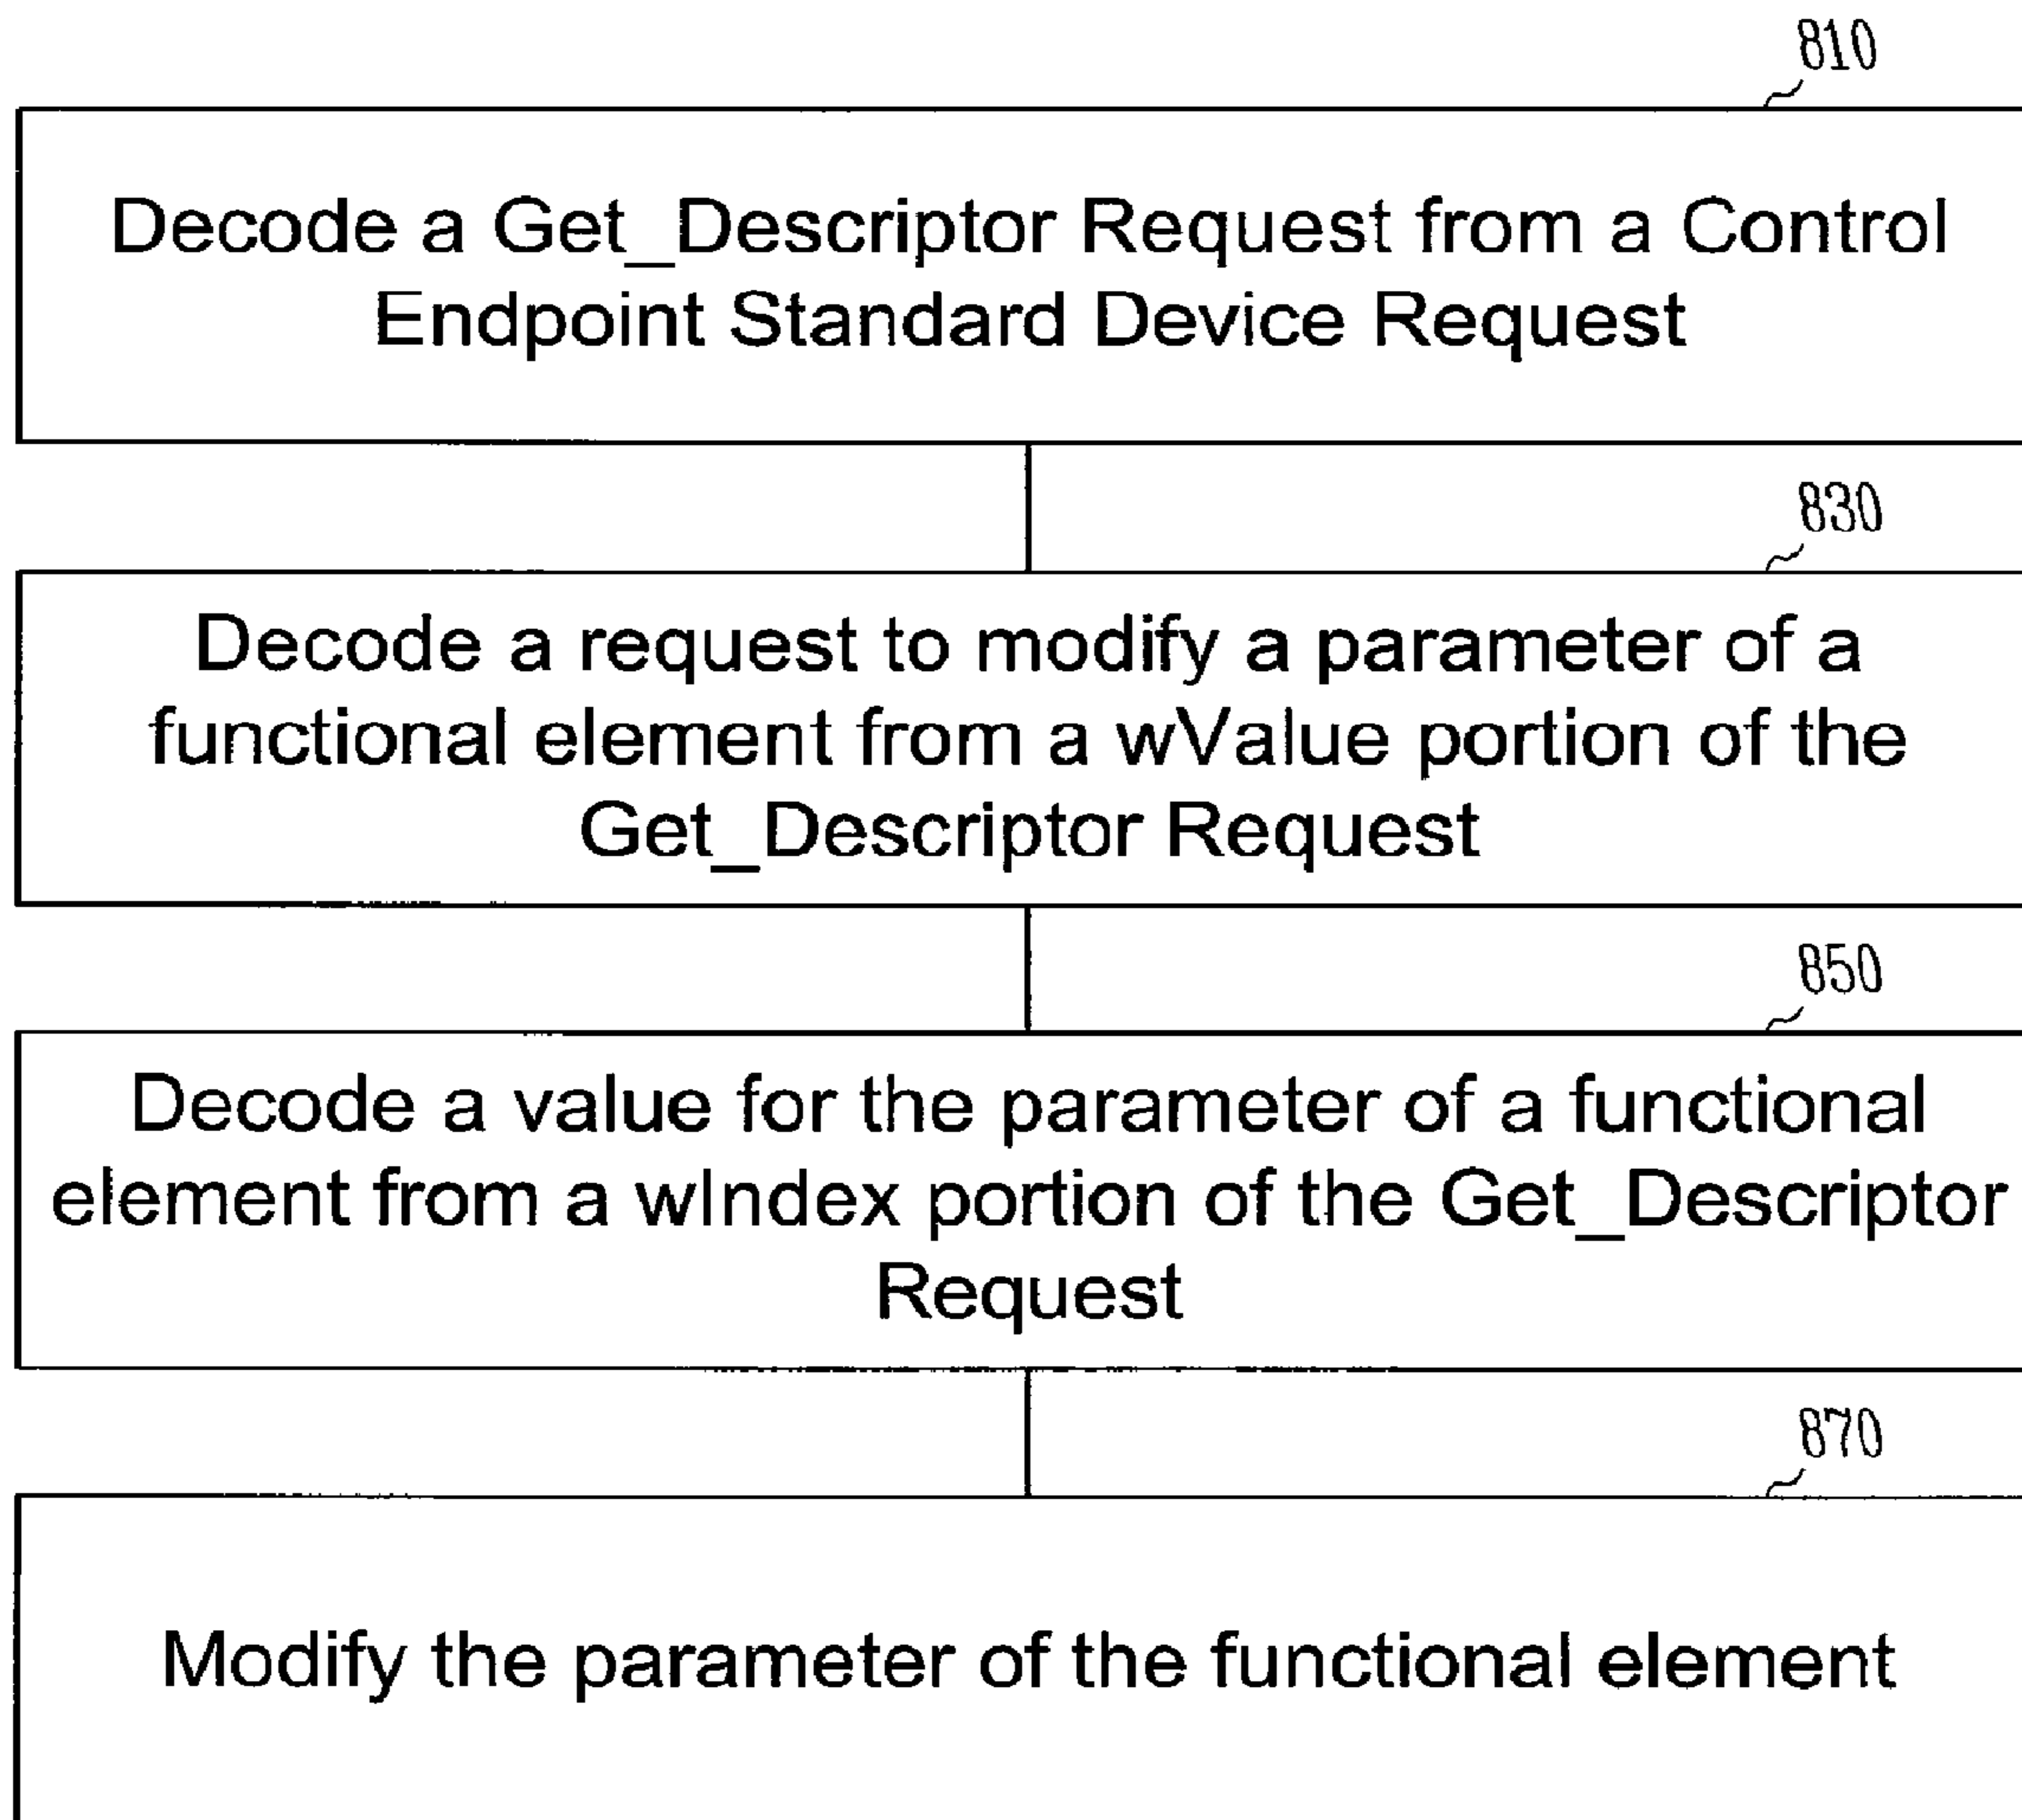 810
Decode a Get_Descriptor Request from a Control
Endpoint Standard Device Request
830
Decode a request to modify a parameter of a
functional element from a wValue portion of the
Get_Descriptor Request
850
Decode a value for the parameter of a functional
element from a wIndex portion of the Get_Descriptor
Request
870
Modify the parameter of the functional element